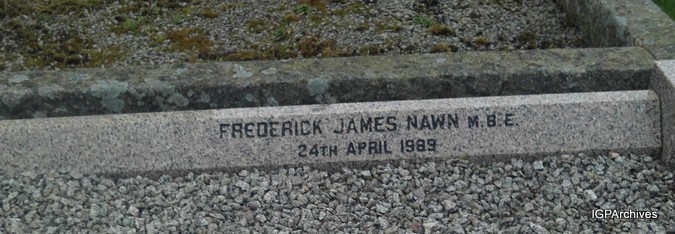 FREDERICK JAMES NAWN M.B.E.
24TH APRIL 1989
IGPArchives